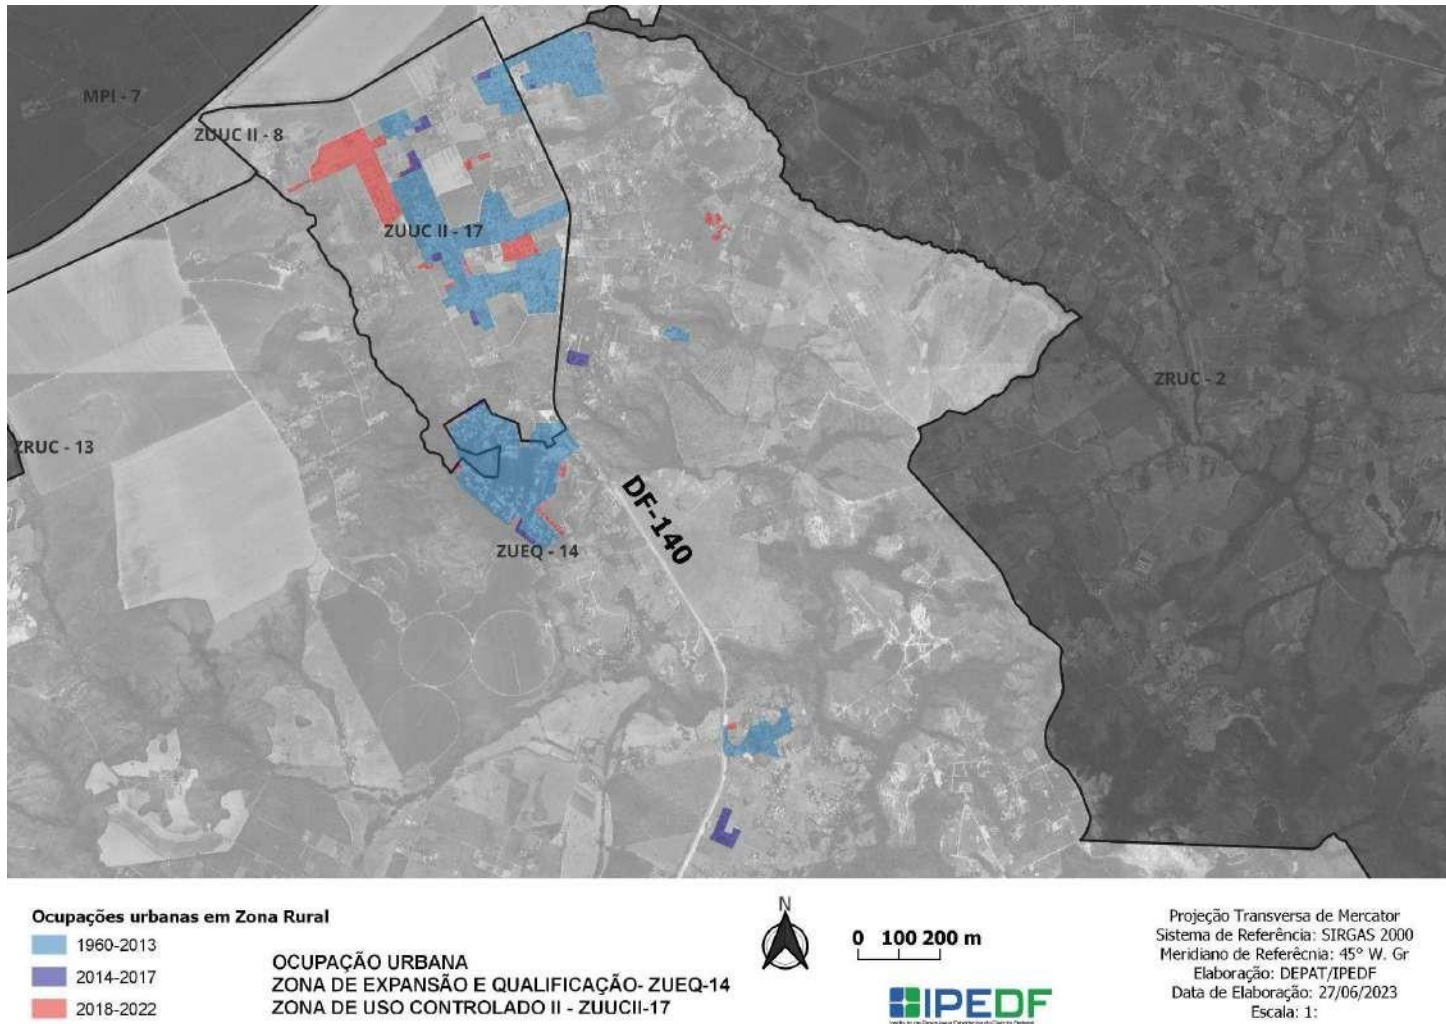 MPI - 7
ZUUC II - 8
ZUUC II - 17
ZRUC - 2
ZRUC - 13
DF-140
ZUEQ - 14
Ocupações urbanas em Zona Rural
1960-2013
2014-2017
2018-2022
OCUPAÇÃO URBANA
ZONA DE EXPANSÃO E QUALIFICAÇÃO- ZUEQ-14
ZONA DE USO CONTROLADO II - ZUUCII-17
N
0 100 200 m
IPEDF
Projeção Transversa de Mercator
Sistema de Referência: SIRGAS 2000
Meridiano de Referêcnia: 45° W. Gr
Elaboração: DEPAT/IPEDF
Data de Elaboração: 27/06/2023
Escala: 1: